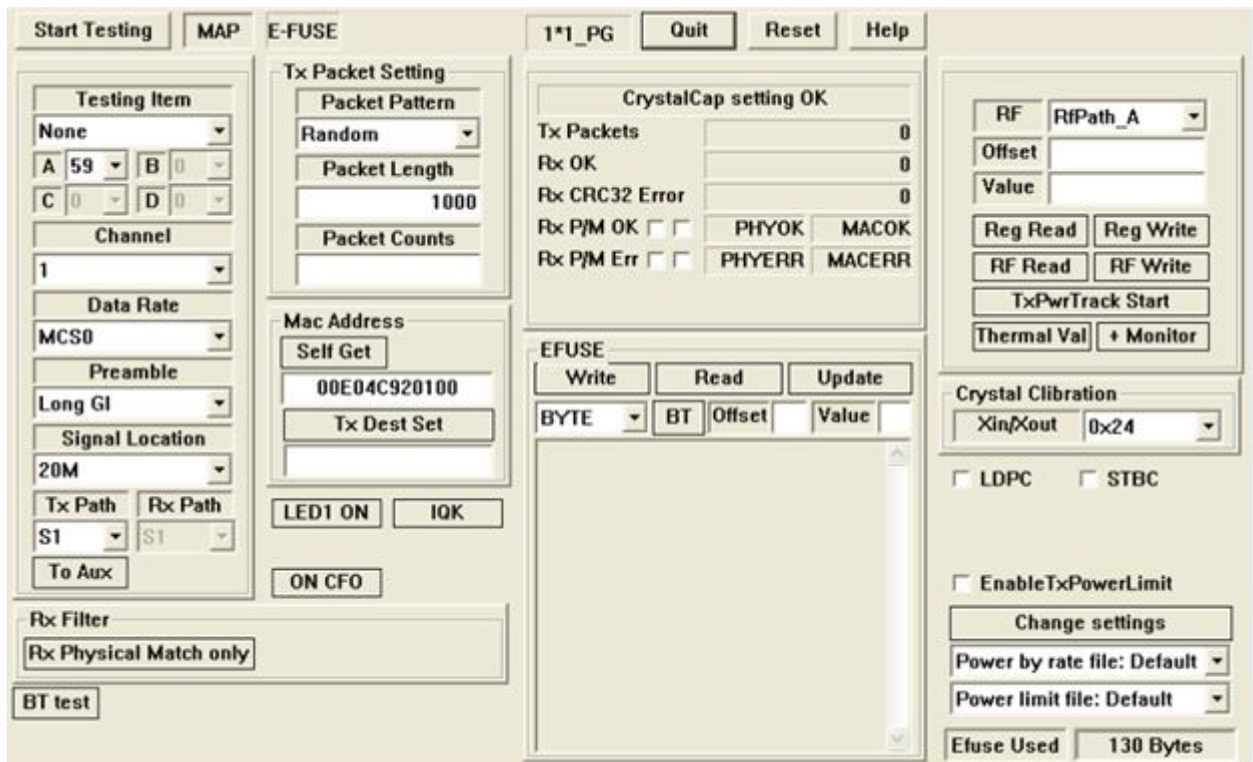 Start Testing MAP E-FUSE 1*1_PG Quit Reset Help
Testing Item
None
A 59 B 0
C 0 D 0
Channel
1
Data Rate
MCS0
Preamble
Long GI
Signal Location
20M
Tx Path Rx Path
S1 S1
To Aux
Rx Filter
Rx Physical Match only
BT test
Tx Packet Setting
Packet Pattern
Random
Packet Length
1000
Packet Counts
Mac Address
Self Get
00E04C920100
Tx Dest Set
LED1 ON IQK
ON CFO
CrystalCap setting OK
Tx Packets 0
Rx OK 0
Rx CRC32 Error 0
Rx P/M OK PHYOK MACOK
Rx P/M Err PHYERR MACERR
EFUSE
Write Read Update
BYTE BT Offset Value
RF RfPath_A
Offset
Value
Reg Read Reg Write
RF Read RF Write
TxPwrTrack Start
Thermal Val + Monitor
Crystal Clibration
Xin/Xout 0x24
LDPC STBC
EnableTxPowerLimit
Change settings
Power by rate file: Default
Power limit file: Default
Efuse Used 130 Bytes